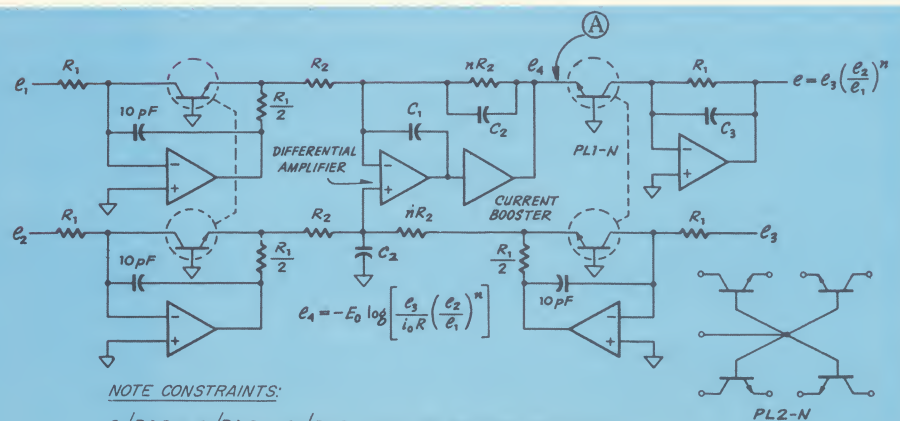 A
e₁
R₁
R₂
nR₂
e₄
R₁
e = e₃(e₂/e₁)ⁿ
10 pF
R₁/2
C₁
C₂
C₃
PL1-N
DIFFERENTIAL
AMPLIFIER
CURRENT
BOOSTER
e₂
R₁
R₂
nR₂
R₁
e₃
10 pF
R₁/2
C₂
R₁/2
10 pF
e₄ = -E₀ log[e₃/i₀R (e₂/e₁)ⁿ]
NOTE CONSTRAINTS:
PL2-N